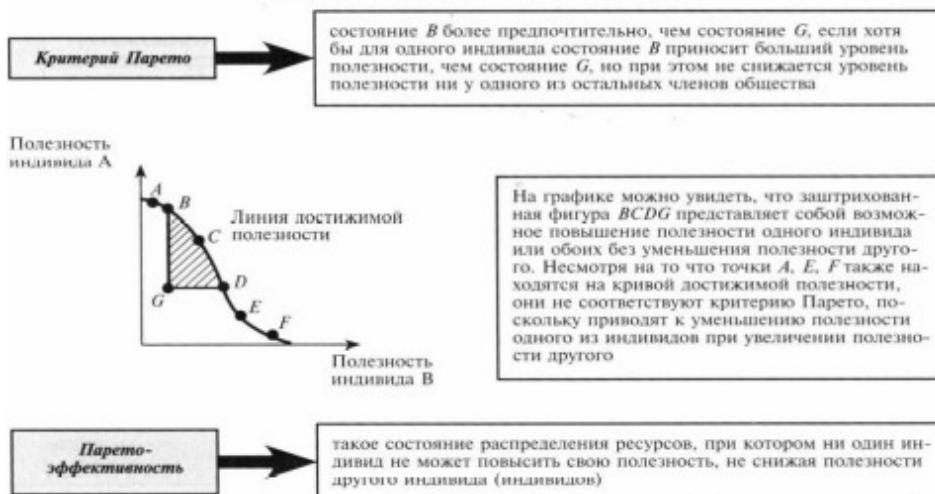 Критерий Парето
состояние B более предпочтительно, чем состояние G, если хотя
бы для одного индивида состояние B приносит больший уровень
полезности, чем состояние G, но при этом не снижается уровень
полезности ни у одного из остальных членов общества
Полезность
индивида А
A
B
Линия достижимой
полезности
C
G
D
E
F
Полезность
индивида В
На графике можно увидеть, что заштрихован-
ная фигура BCDG представляет собой возмож-
ное повышение полезности одного индивида
или обоих без уменьшения полезности друго-
го. Несмотря на то что точки A, E, F также на-
ходятся на кривой достижимой полезности,
они не соответствуют критерию Парето, по-
скольку приводят к уменьшению полезности
одного из индивидов при увеличении полезно-
сти другого
Парето-
эффективность
такое состояние распределения ресурсов, при котором ни один ин-
дивид не может повысить свою полезность, не снижая полезности
другого индивида (индивидов)